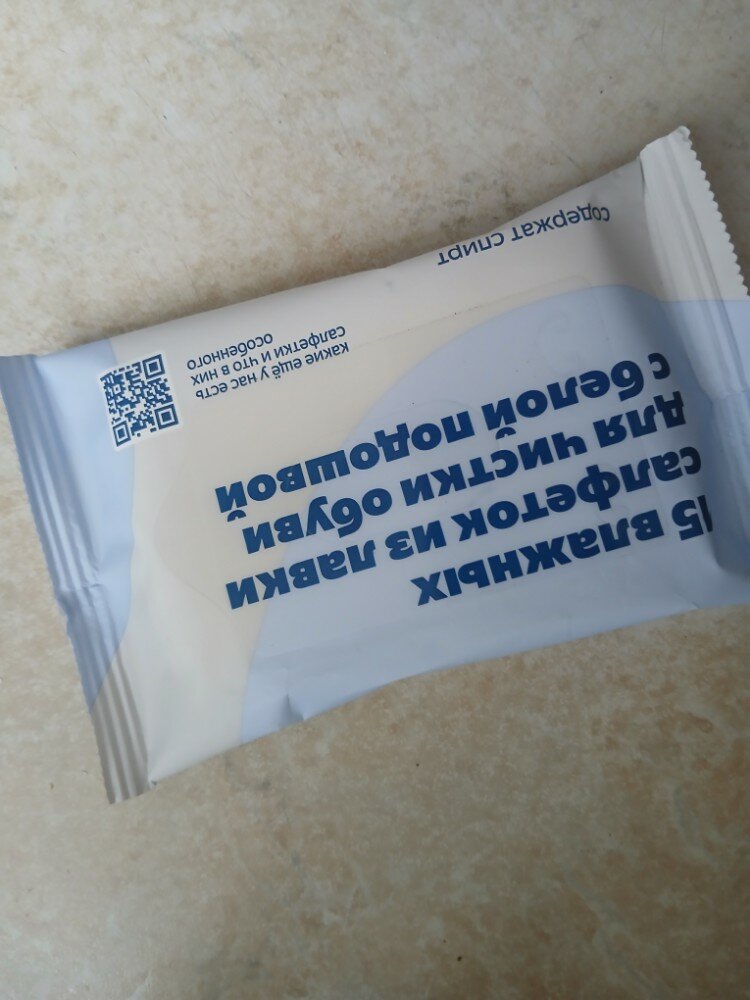 15 влажных
салфеток из лавки
для чистки обуви
с белой подошвой
какие ещё у нас есть
салфетки и что в них
особенного
содержат спирт